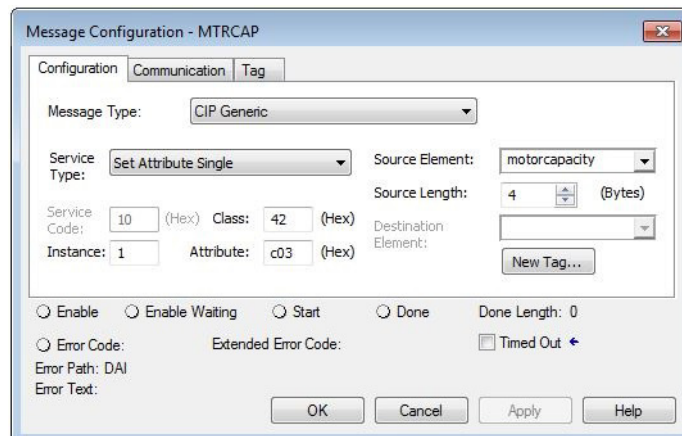 Message Configuration - MTRCAP
Configuration Communication Tag
Message Type: CIP Generic
Service Type: Set Attribute Single
Source Element: motorcapacity
Source Length: 4 (Bytes)
Service Code: 10 (Hex) Class: 42 (Hex)
Destination Element:
Instance: 1 Attribute: c03 (Hex)
New Tag...
Enable Enable Waiting Start Done Done Length: 0
Error Code: Extended Error Code: Timed Out
Error Path: DAI
Error Text:
OK Cancel Apply Help